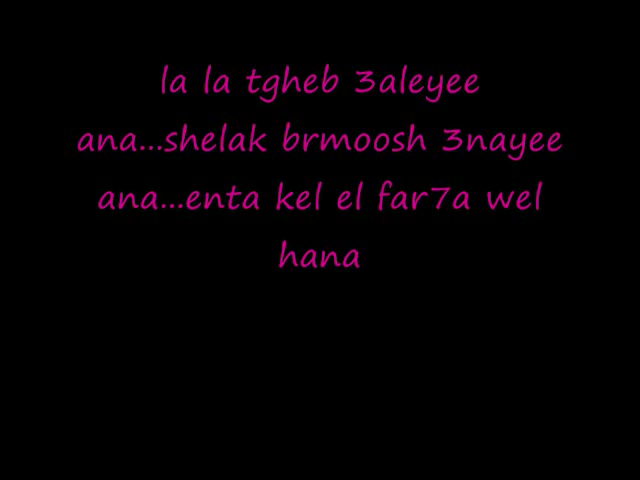 la la tgheb 3aleyee
ana...shelak brmoosh 3nayee
ana...enta kel el far7a wel
hana